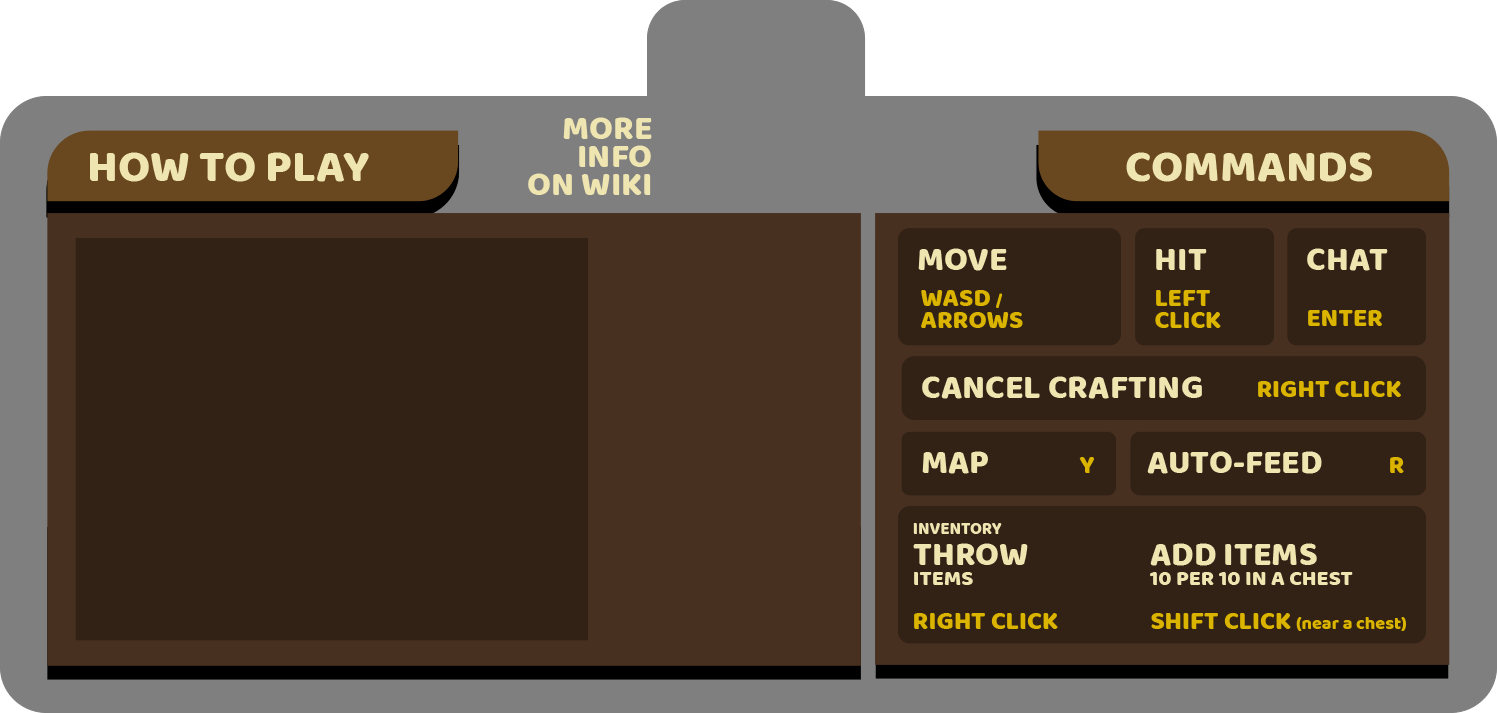 HOW TO PLAY
MORE
INFO
ON WIKI
COMMANDS
MOVE
WASD /
ARROWS
HIT
LEFT
CLICK
CHAT
ENTER
CANCEL CRAFTING
RIGHT CLICK
MAP
Y
AUTO-FEED
R
INVENTORY
THROW
ITEMS
RIGHT CLICK
ADD ITEMS
10 PER 10 IN A CHEST
SHIFT CLICK (near a chest)